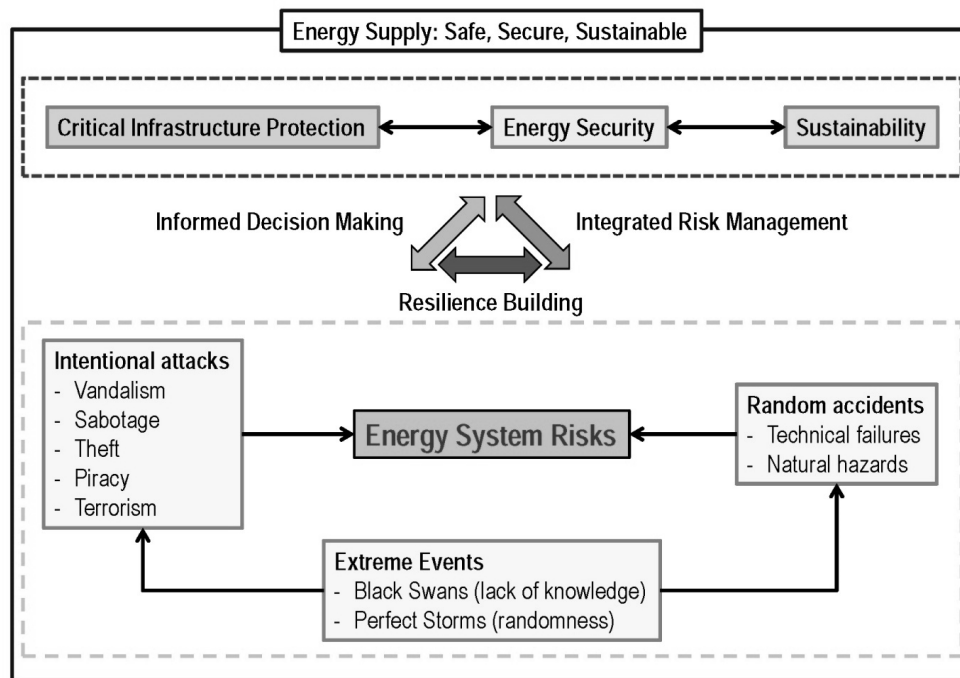 Energy Supply: Safe, Secure, Sustainable
Critical Infrastructure Protection
Energy Security
Sustainability
Informed Decision Making
Integrated Risk Management
Resilience Building
Intentional attacks
- Vandalism
- Sabotage
- Theft
- Piracy
- Terrorism
Energy System Risks
Random accidents
- Technical failures
- Natural hazards
Extreme Events
- Black Swans (lack of knowledge)
- Perfect Storms (randomness)